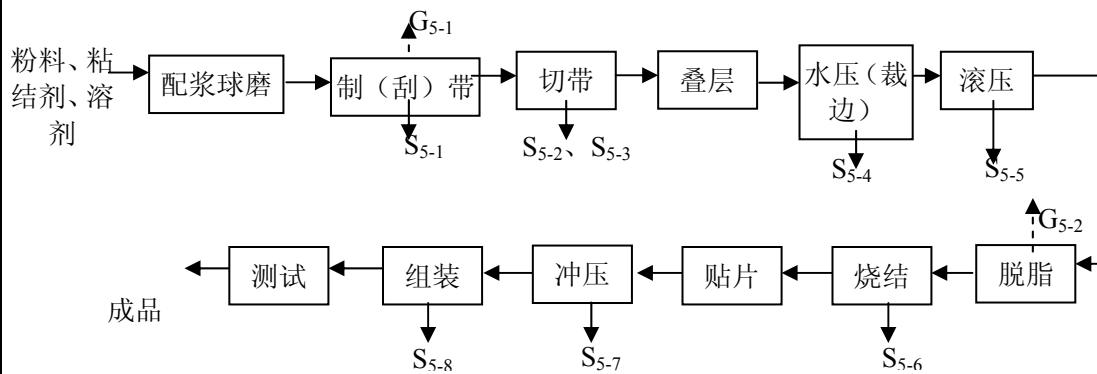 G5-1
粉料、粘
结剂、溶
剂
配浆球磨
制（刮）带
切带
叠层
水压（裁
边）
滚压
S5-1
S5-2、S5-3
S5-4
S5-5
G5-2
测试
组装
冲压
贴片
烧结
脱脂
成品
S5-8
S5-7
S5-6